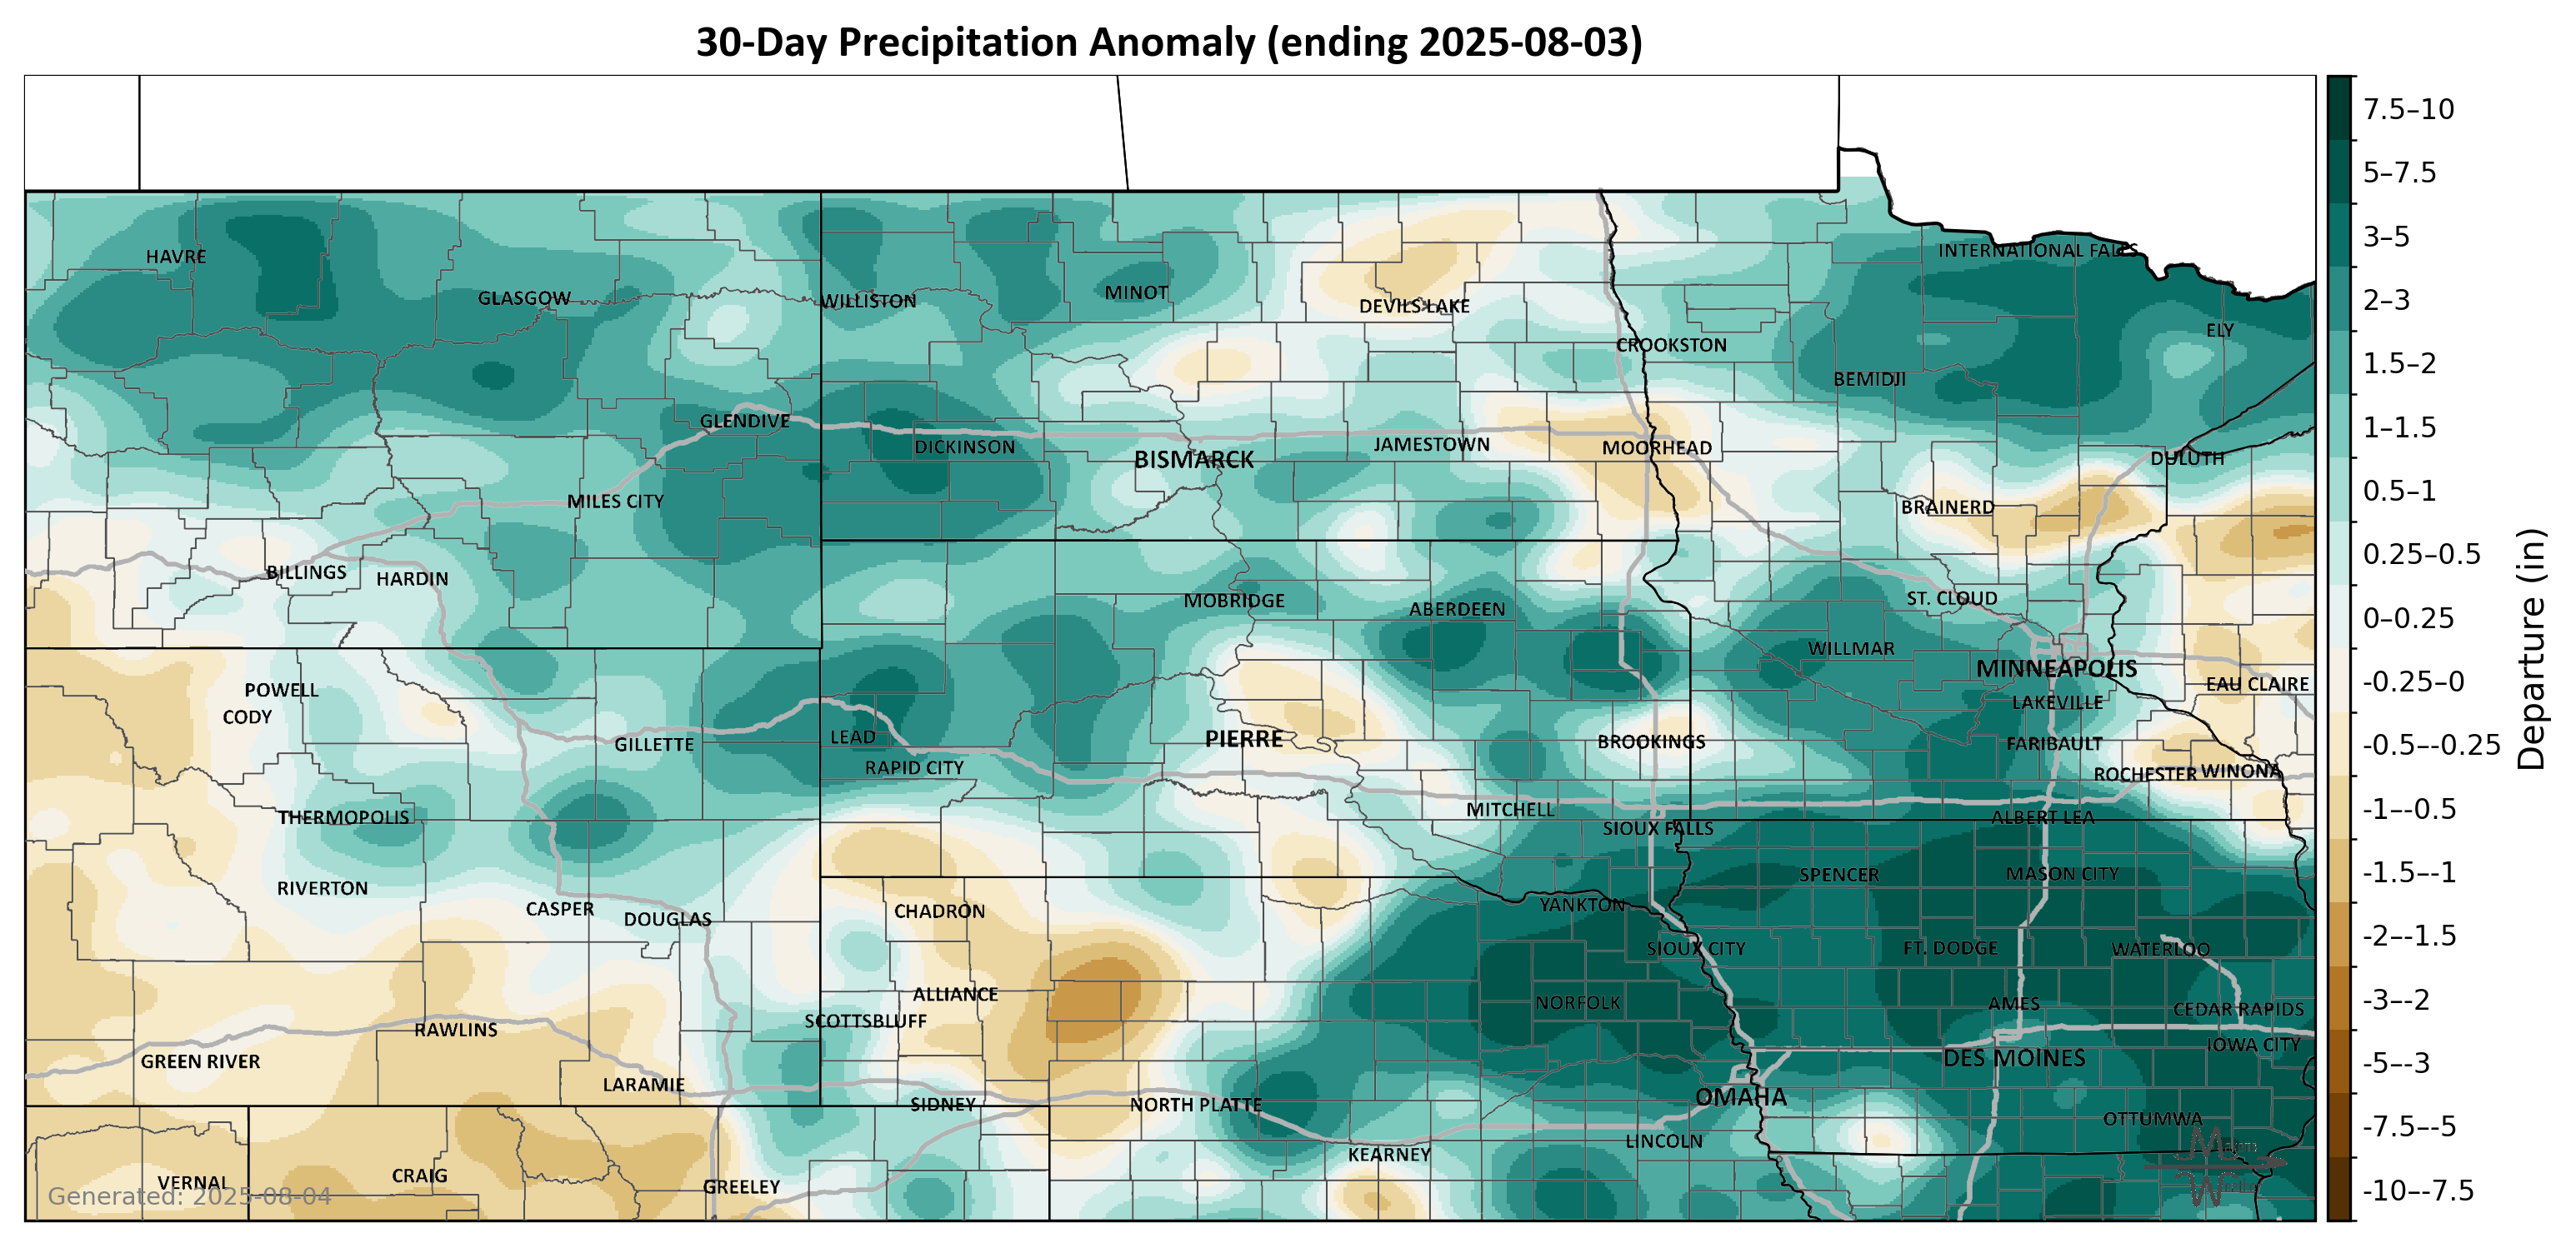 30-Day Precipitation Anomaly (ending 2025-08-03)
HAVRE
GLASGOW
WILLISTON
MINOT
DEVILS LAKE
INTERNATIONAL FALLS
ELY
CROOKSTON
BEMIDJI
GLENDIVE
DICKINSON
BISMARCK
JAMESTOWN
MOORHEAD
DULUTH
MILES CITY
BRAINERD
BILLINGS
HARDIN
MOBRIDGE
ABERDEEN
ST. CLOUD
WILLMAR
MINNEAPOLIS
POWELL
CODY
LAKEVILLE
EAU CLAIRE
GILLETTE
LEAD
PIERRE
BROOKINGS
FARIBAULT
RAPID CITY
ROCHESTER
WINONA
THERMOPOLIS
MITCHELL
SIOUX FALLS
ALBERT LEA
RIVERTON
SPENCER
MASON CITY
CASPER
DOUGLAS
CHADRON
YANKTON
SIOUX CITY
FT. DODGE
WATERLOO
ALLIANCE
NORFOLK
AMES
CEDAR RAPIDS
SCOTTSBLUFF
RAWLINS
IOWA CITY
GREEN RIVER
DES MOINES
LARAMIE
SIDNEY
NORTH PLATTE
OMAHA
OTTUMWA
LINCOLN
KEARNEY
VERNAL
CRAIG
GREELEY
Generated: 2025-08-04
7.5–10
5–7.5
3–5
2–3
1.5–2
1–1.5
0.5–1
0.25–0.5
0–0.25
-0.25–0
-0.5–-0.25
-1–-0.5
-1.5–-1
-2–-1.5
-3–-2
-5–-3
-7.5–-5
-10–-7.5
Departure (in)